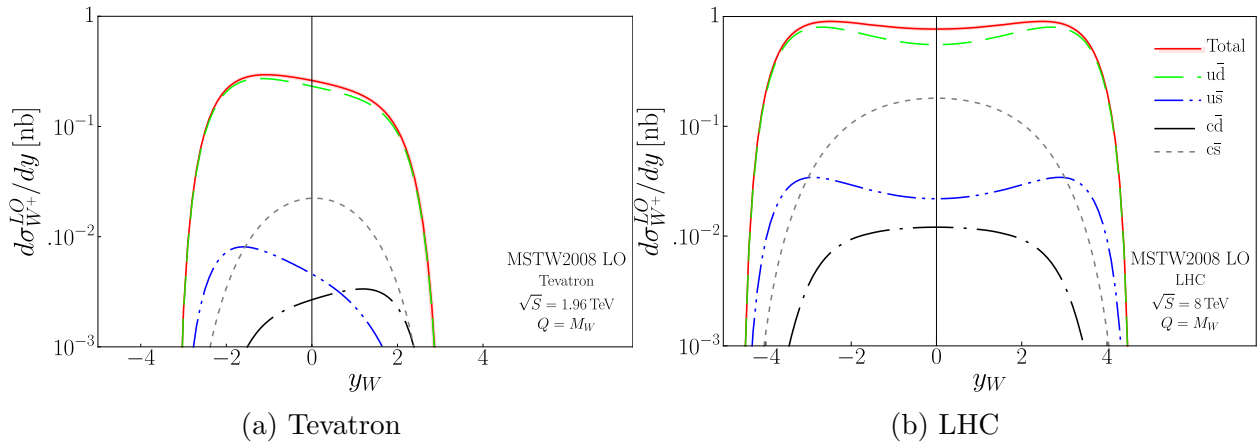 1
10⁻¹
.10⁻²
10⁻³
dσ^{LO}_{W⁺}/dy [nb]
−4 −2 0 2 4
y_W
MSTW2008 LO
Tevatron
√S = 1.96 TeV
Q = M_W
(a) Tevatron
1
10⁻¹
.10⁻²
10⁻³
dσ^{LO}_{W⁺}/dy [nb]
−4 −2 0 2 4
y_W
Total
ud̄
us̄
cd̄
cs̄
MSTW2008 LO
LHC
√S = 8 TeV
Q = M_W
(b) LHC